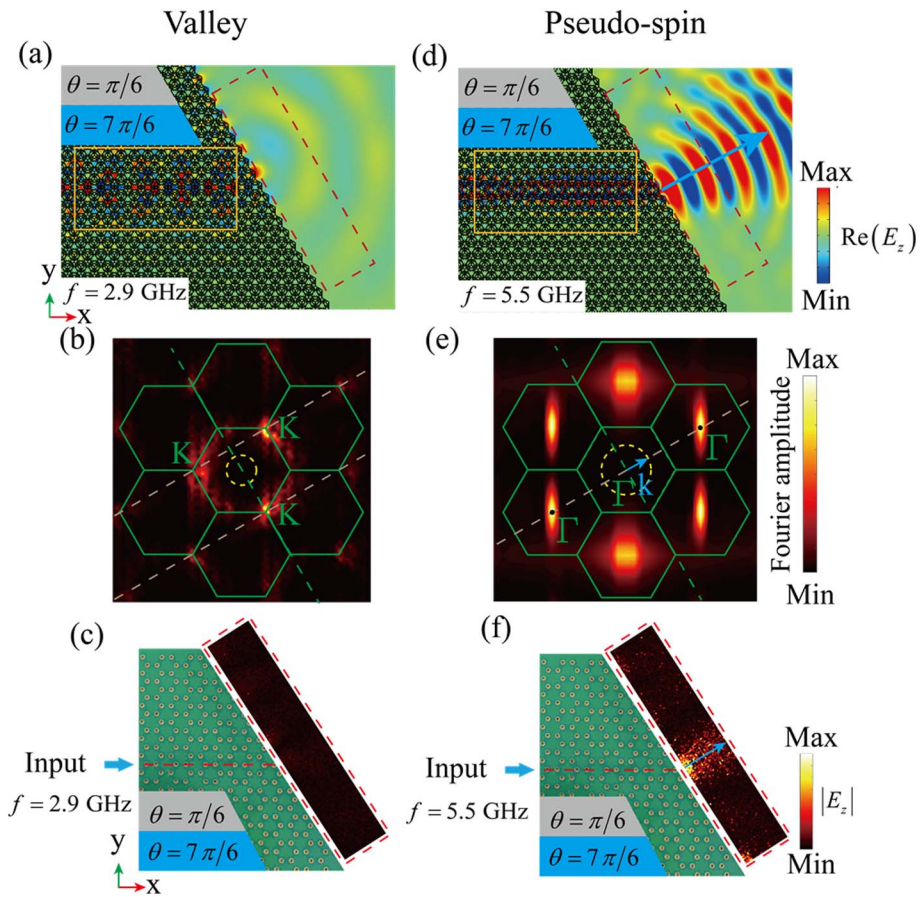 Valley
Pseudo-spin
(a)
θ = π/6
θ = 7π/6
y
x
f = 2.9 GHz
(d)
θ = π/6
θ = 7π/6
f = 5.5 GHz
Max
Re(E_z)
Min
(b)
K
K
K
(e)
Γ
Γ
k
Γ
Max
Fourier amplitude
Min
(c)
Input
f = 2.9 GHz
θ = π/6
θ = 7π/6
y
x
(f)
Input
f = 5.5 GHz
θ = π/6
θ = 7π/6
Max
|E_z|
Min